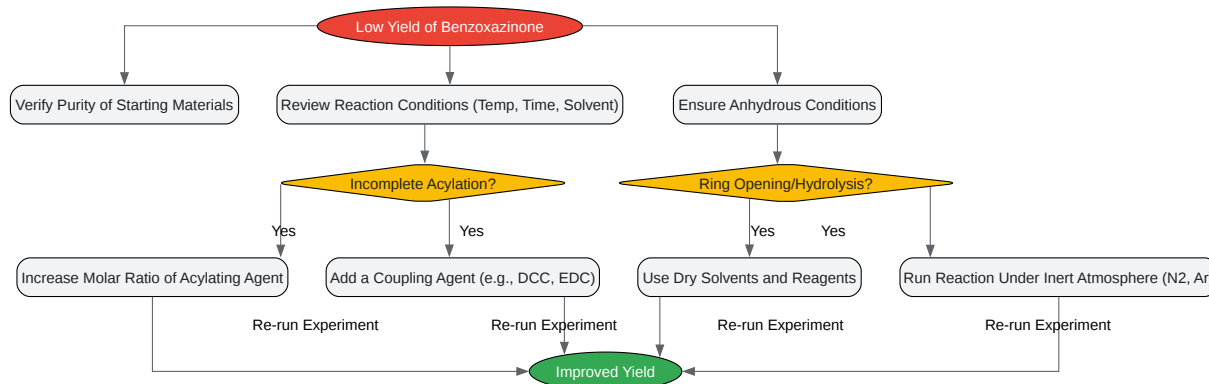 Low Yield of Benzoxazinone
Verify Purity of Starting Materials
Review Reaction Conditions (Temp, Time, Solvent)
Ensure Anhydrous Conditions
Incomplete Acylation?
Ring Opening/Hydrolysis?
Yes
Yes
Yes
Yes
Increase Molar Ratio of Acylating Agent
Add a Coupling Agent (e.g., DCC, EDC)
Use Dry Solvents and Reagents
Run Reaction Under Inert Atmosphere (N2, Ar
Re-run Experiment
Re-run Experiment
Re-run Experiment
Re-run Experiment
Improved Yield